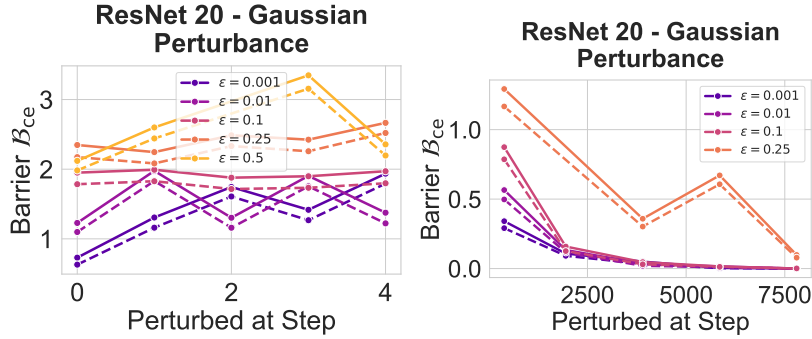 ResNet 20 - Gaussian
Perturbance
Barrier 𝓑ce
3
2
1
ε = 0.001
ε = 0.01
ε = 0.1
ε = 0.25
ε = 0.5
0
2
4
Perturbed at Step
ResNet 20 - Gaussian
Perturbance
Barrier 𝓑ce
1.0
0.5
0.0
ε = 0.001
ε = 0.01
ε = 0.1
ε = 0.25
2500
5000
7500
Perturbed at Step